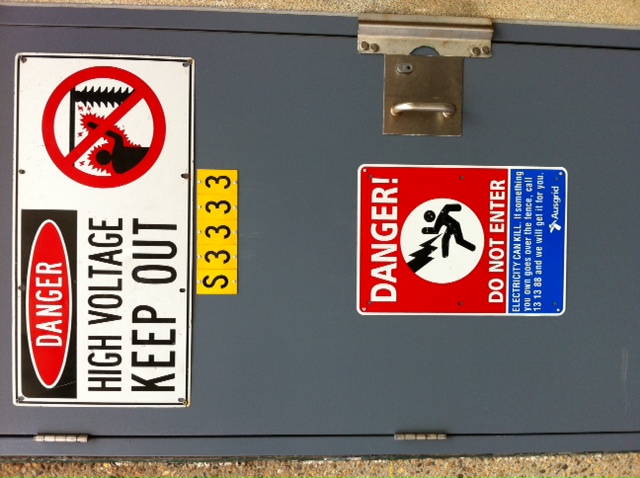 DANGER
HIGH VOLTAGE
KEEP OUT
S3333
DANGER!
DO NOT ENTER
ELECTRICITY CAN KILL. If something
you own goes over the fence, call
13 13 88 and we will get it for you.
Ausgrid